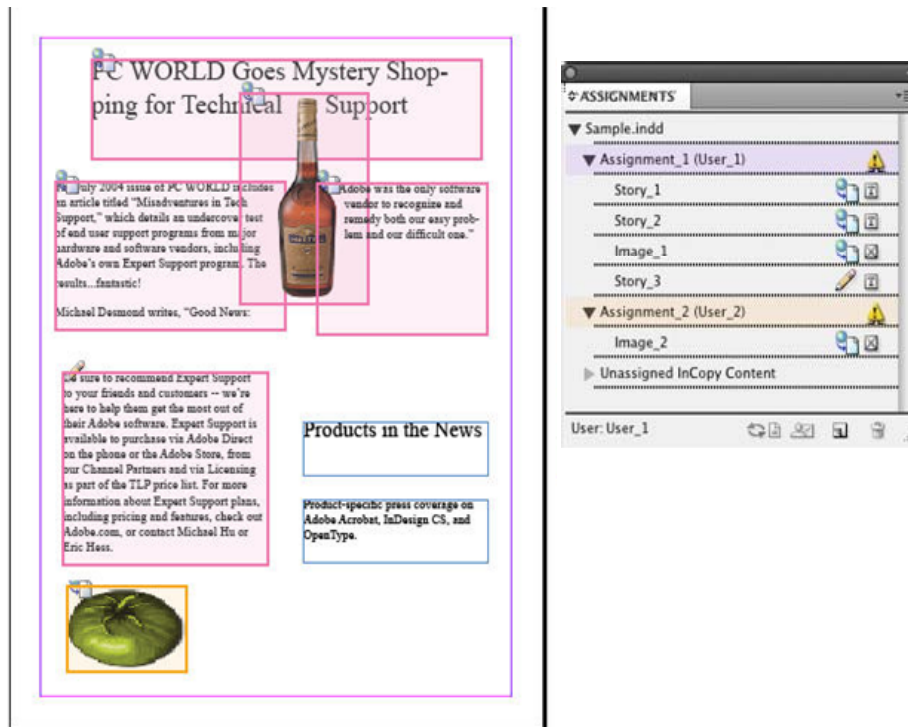 PC WORLD Goes Mystery Shop-
ping for Technical Support
July 2004 issue of PC WORLD includes
an article titled "Misadventures in Tech
Support," which details an undercover test
of end user support programs from major
hardware and software vendors, including
Adobe's own Expert Support program. The
results...fantastic!
Michael Desmond writes, "Good News:
Adobe was the only software
vendor to recognize and
remedy both our easy prob-
lem and our difficult one."
Be sure to recommend Expert Support
to your friends and customers -- we're
here to help them get the most out of
their Adobe software. Expert Support is
available to purchase via Adobe Direct
on the phone or the Adobe Store, from
our Channel Partners and via Licensing
as part of the TLP price list. For more
information about Expert Support plans,
including pricing and features, check out
Adobe.com, or contact Michael Hu or
Eric Hess.
Products in the News
Product-specific press coverage on
Adobe Acrobat, InDesign CS, and
OpenType.
ASSIGNMENTS
Sample.indd
Assignment_1 (User_1)
Story_1
Story_2
Image_1
Story_3
Assignment_2 (User_2)
Image_2
Unassigned InCopy Content
User: User_1